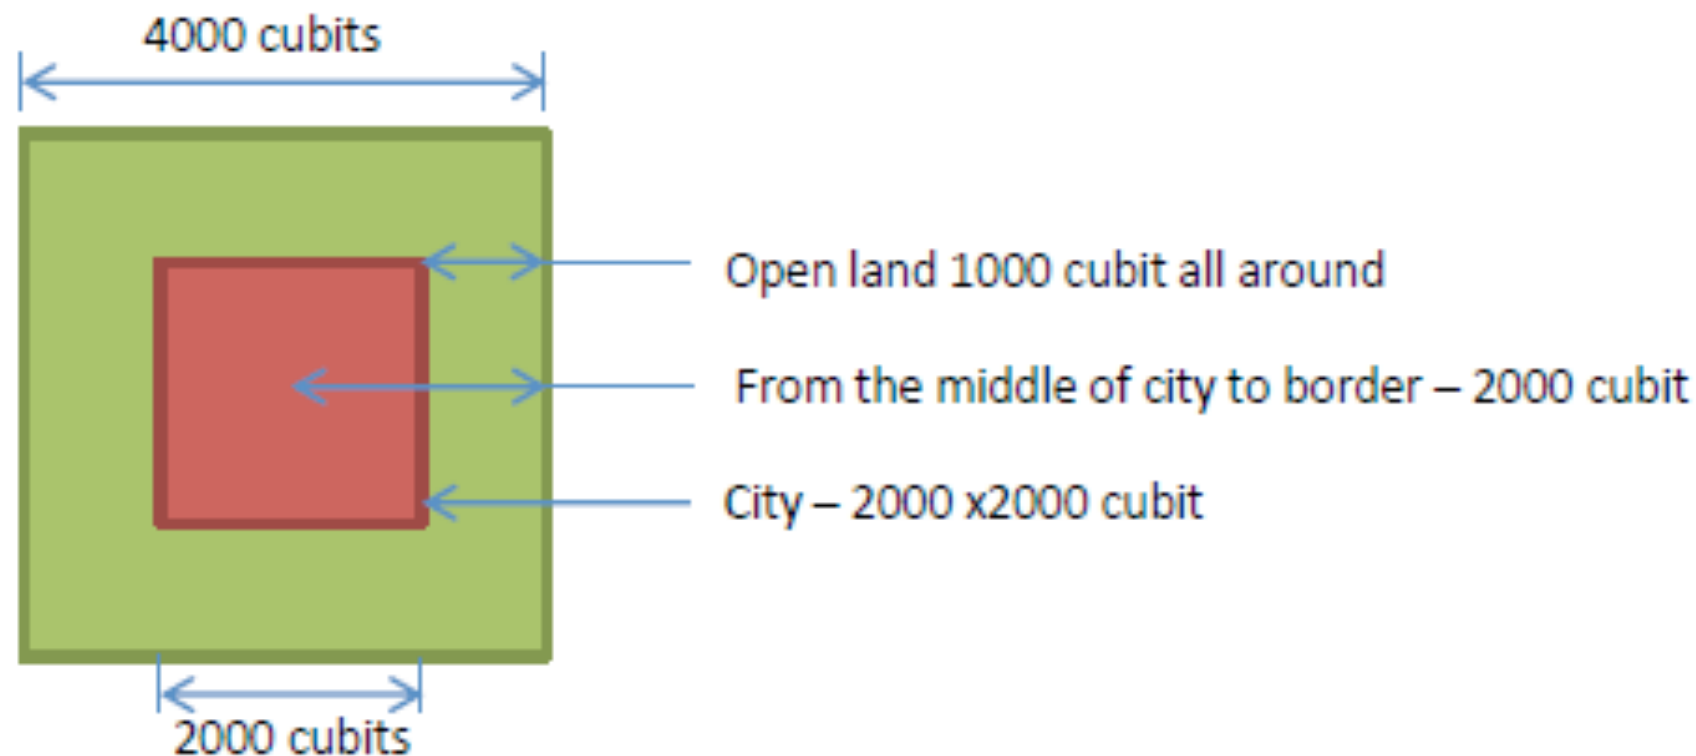 4000 cubits
Open land 1000 cubit all around
From the middle of city to border – 2000 cubit
City – 2000 x2000 cubit
2000 cubits